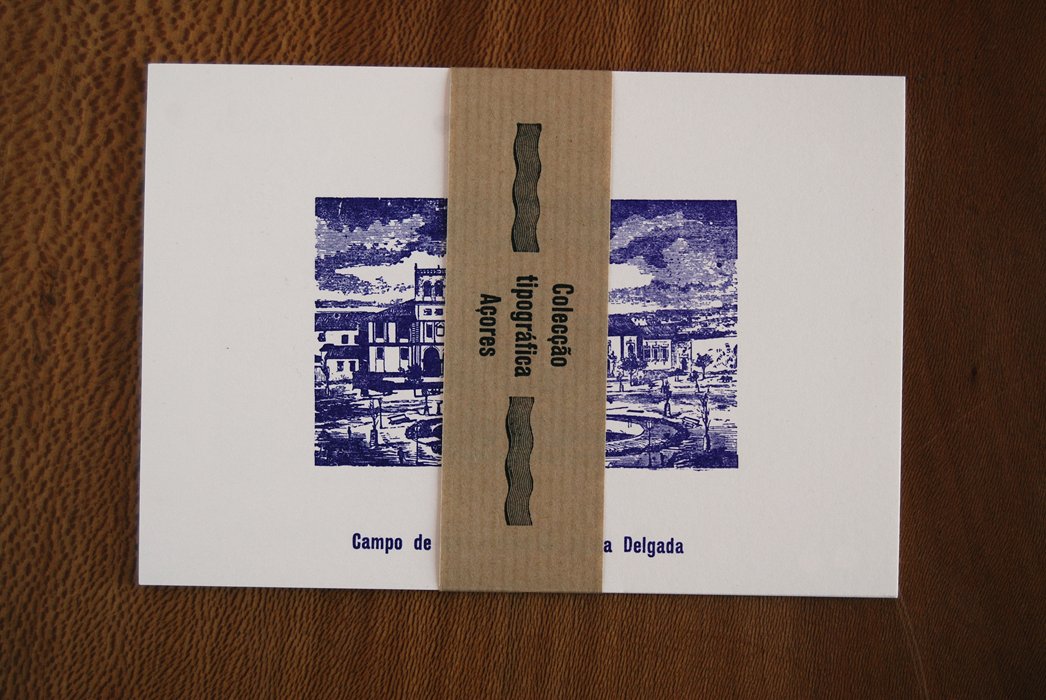 Colecção
tipográfica
Açores
Campo de
a Delgada